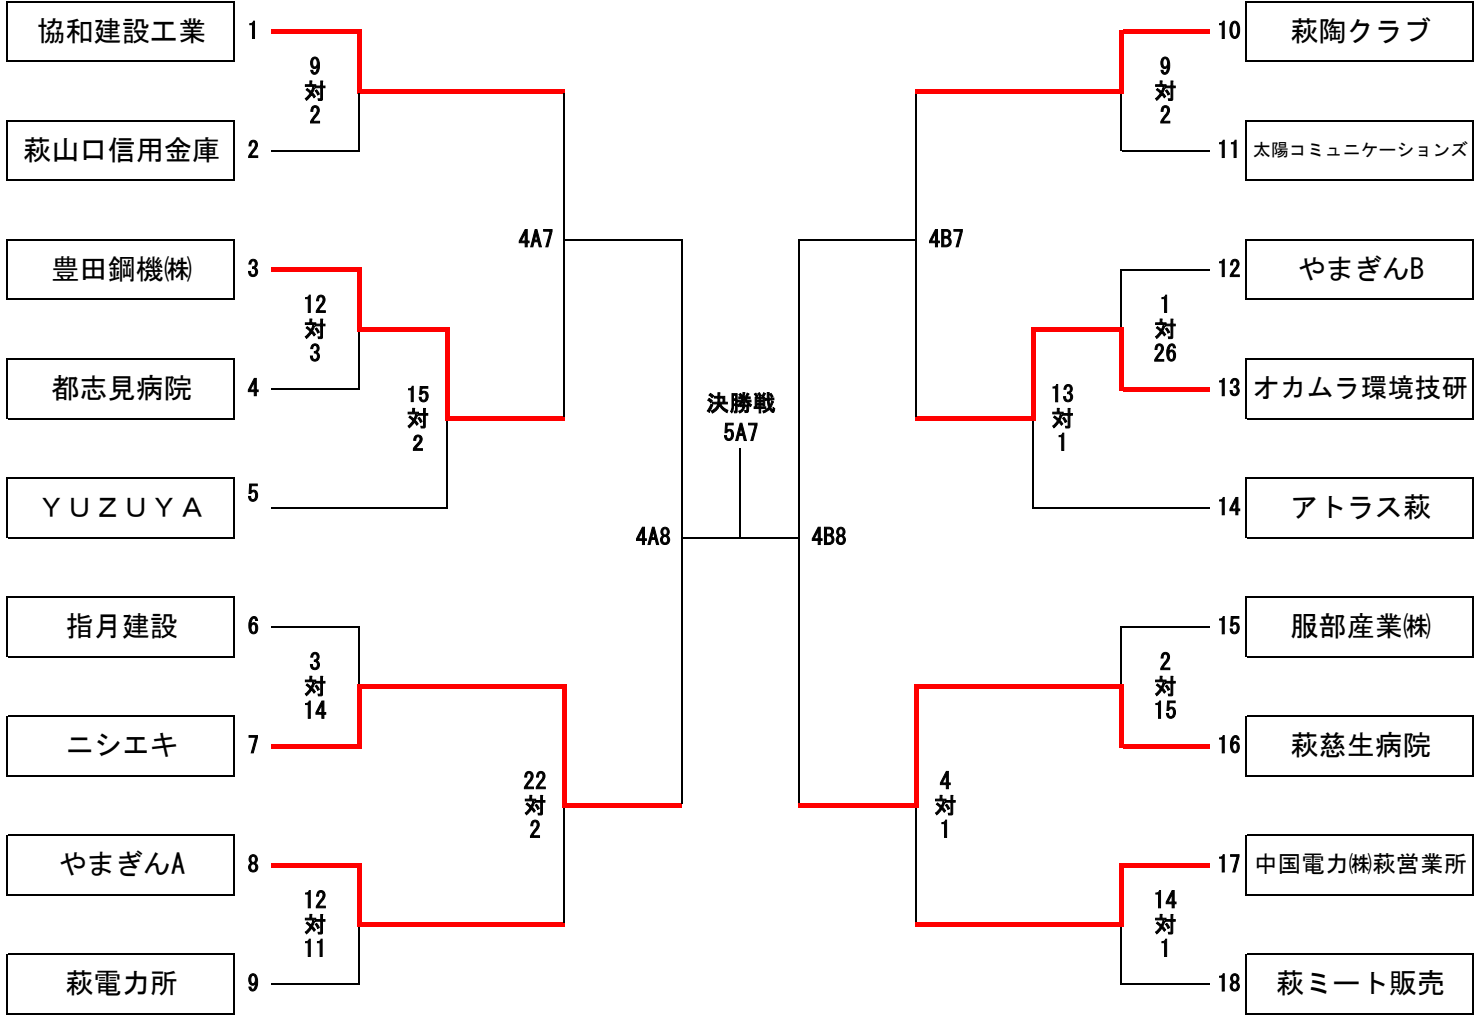 協和建設工業 1
9
対
2
萩山口信用金庫 2
4A7
豊田鋼機㈱ 3
12
対
3
都志見病院 4
15
対
2
ＹＵＺＵＹＡ 5
4A8
指月建設 6
3
対
14
ニシエキ 7
22
対
2
やまぎんA 8
12
対
11
萩電力所 9
決勝戦
5A7
10 萩陶クラブ
9
対
2
11 太陽コミュニケーションズ
4B7
12 やまぎんB
1
対
26
13 オカムラ環境技研
13
対
1
14 アトラス萩
4B8
15 服部産業㈱
2
対
15
16 萩慈生病院
4
対
1
17 中国電力㈱萩営業所
14
対
1
18 萩ミート販売